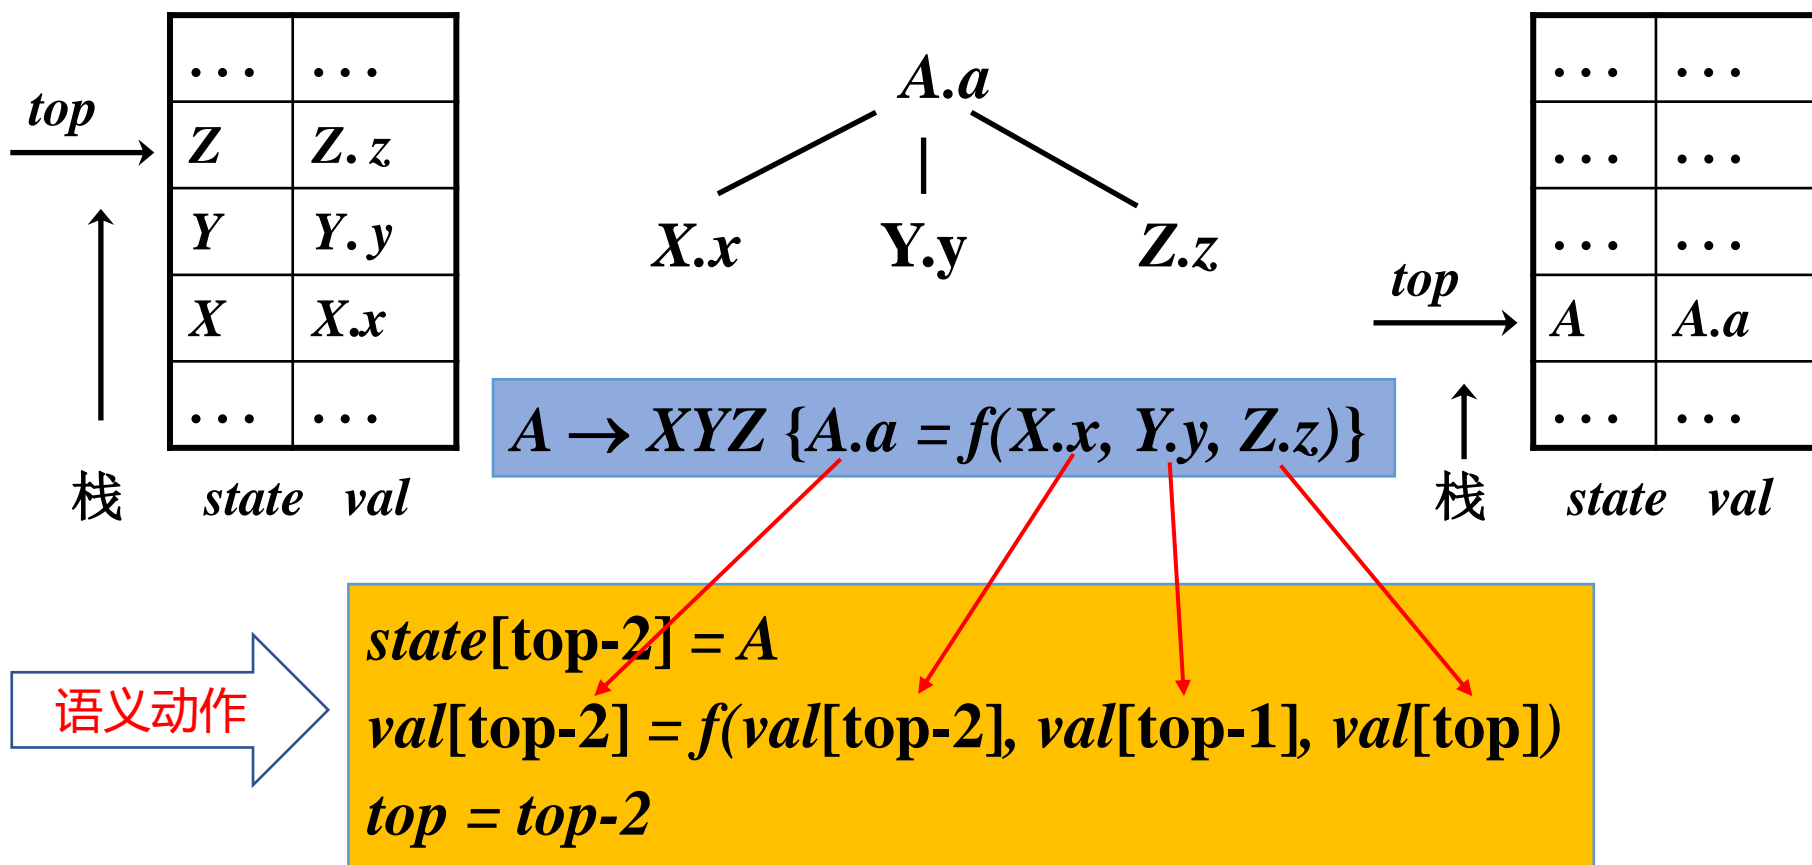 ... ...
top
Z Z.z
Y Y.y
X X.x
... ...
栈 state val
A.a
X.x Y.y Z.z
... ...
... ...
... ...
top
A A.a
... ...
栈 state val
A → XYZ {A.a = f(X.x, Y.y, Z.z)}
语义动作
state[top-2] = A
val[top-2] = f(val[top-2], val[top-1], val[top])
top = top-2